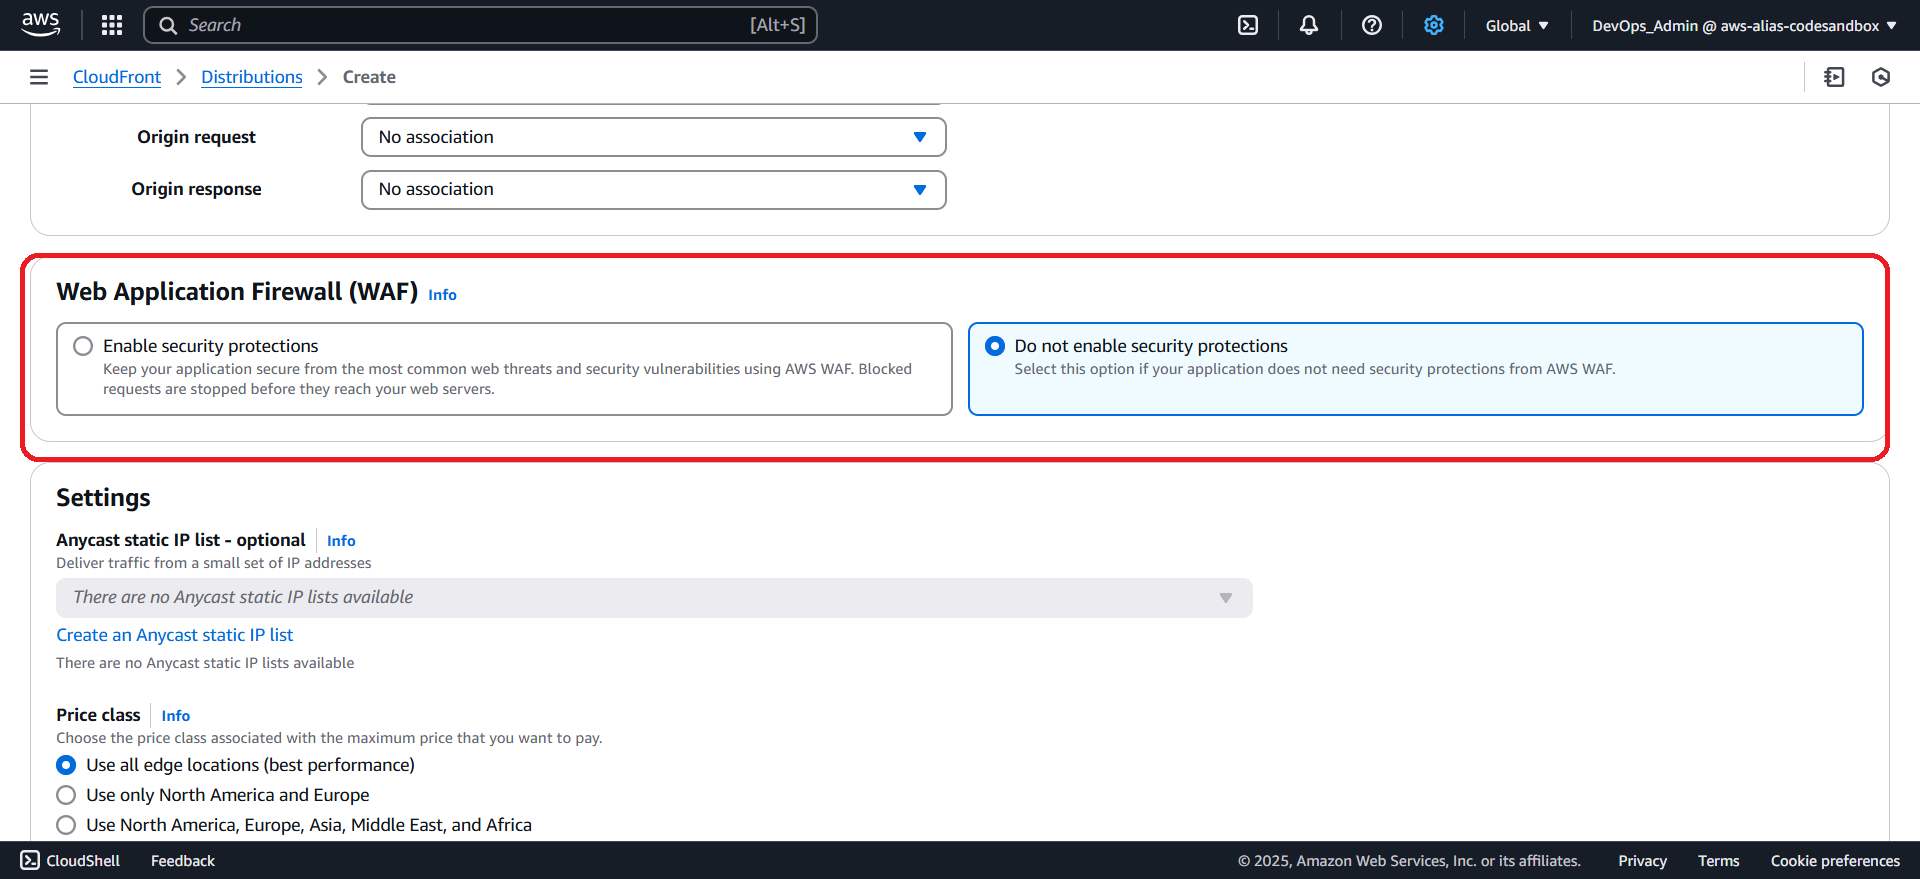 aws
Search
[Alt+S]
Global
DevOps_Admin @ aws-alias-codesandbox
CloudFront
Distributions
Create
Origin request
No association
Origin response
No association
Web Application Firewall (WAF) Info
Enable security protections
Keep your application secure from the most common web threats and security vulnerabilities using AWS WAF. Blocked
requests are stopped before they reach your web servers.
Do not enable security protections
Select this option if your application does not need security protections from AWS WAF.
Settings
Anycast static IP list - optional Info
Deliver traffic from a small set of IP addresses
There are no Anycast static IP lists available
Create an Anycast static IP list
There are no Anycast static IP lists available
Price class Info
Choose the price class associated with the maximum price that you want to pay.
Use all edge locations (best performance)
Use only North America and Europe
Use North America, Europe, Asia, Middle East, and Africa
CloudShell
Feedback
© 2025, Amazon Web Services, Inc. or its affiliates.
Privacy
Terms
Cookie preferences